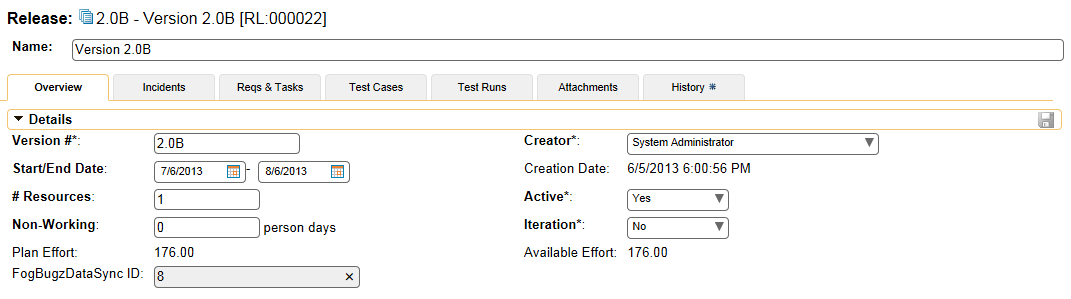 Release: 2.0B - Version 2.0B [RL:000022]
Name: Version 2.0B
Overview Incidents Reqs & Tasks Test Cases Test Runs Attachments History *
Details
Version #*: 2.0B Creator*: System Administrator
Start/End Date: 7/6/2013 - 8/6/2013 Creation Date: 6/5/2013 6:00:56 PM
# Resources: 1 Active*: Yes
Non-Working: 0 person days Iteration*: No
Plan Effort: 176.00 Available Effort: 176.00
FogBugzDataSync ID: 8 ×